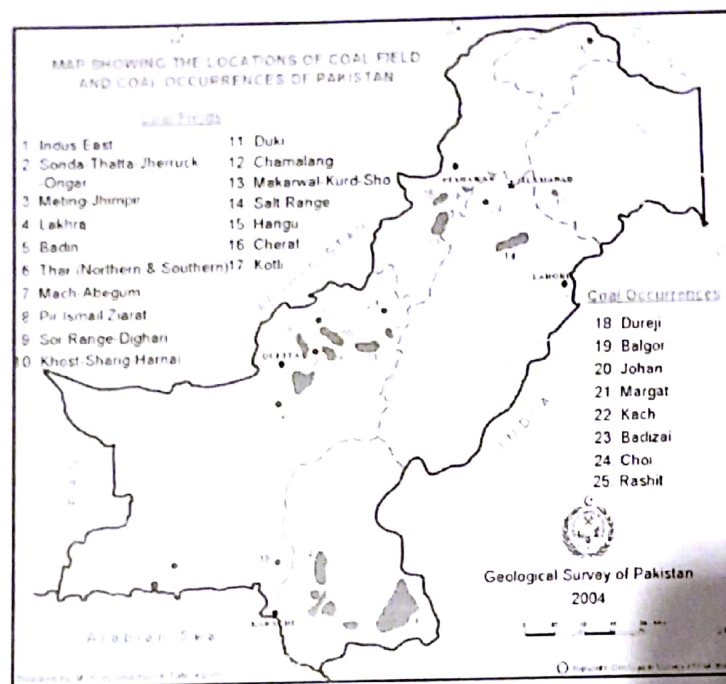 MAP SHOWING THE LOCATIONS OF COAL FIELD
AND COAL OCCURRENCES OF PAKISTAN
Coal Fields
1 Indus East
2 Sonda-Thatta-Jherruck
-Ongar
3 Meting-Jhimpir
4 Lakhra
5 Badin
6 Thar (Northern & Southern)
7 Mach-Abegum
8 Pir Ismail Ziarat
9 Sor Range-Dighari
10 Khost-Sharig Harnai
11 Duki
12 Chamalang
13 Makarwal-Kurd-Sho
14 Salt Range
15 Hangu
16 Cherat
17 Kotli
PESHAWAR
ISLAMABAD
14
LAHORE
QUETTA
INDIA
KARACHI
Arabian Sea
Coal Occurrences
18 Dureji
19 Balgor
20 Johan
21 Margat
22 Kach
23 Badizai
24 Choi
25 Rashit
Geological Survey of Pakistan
2004